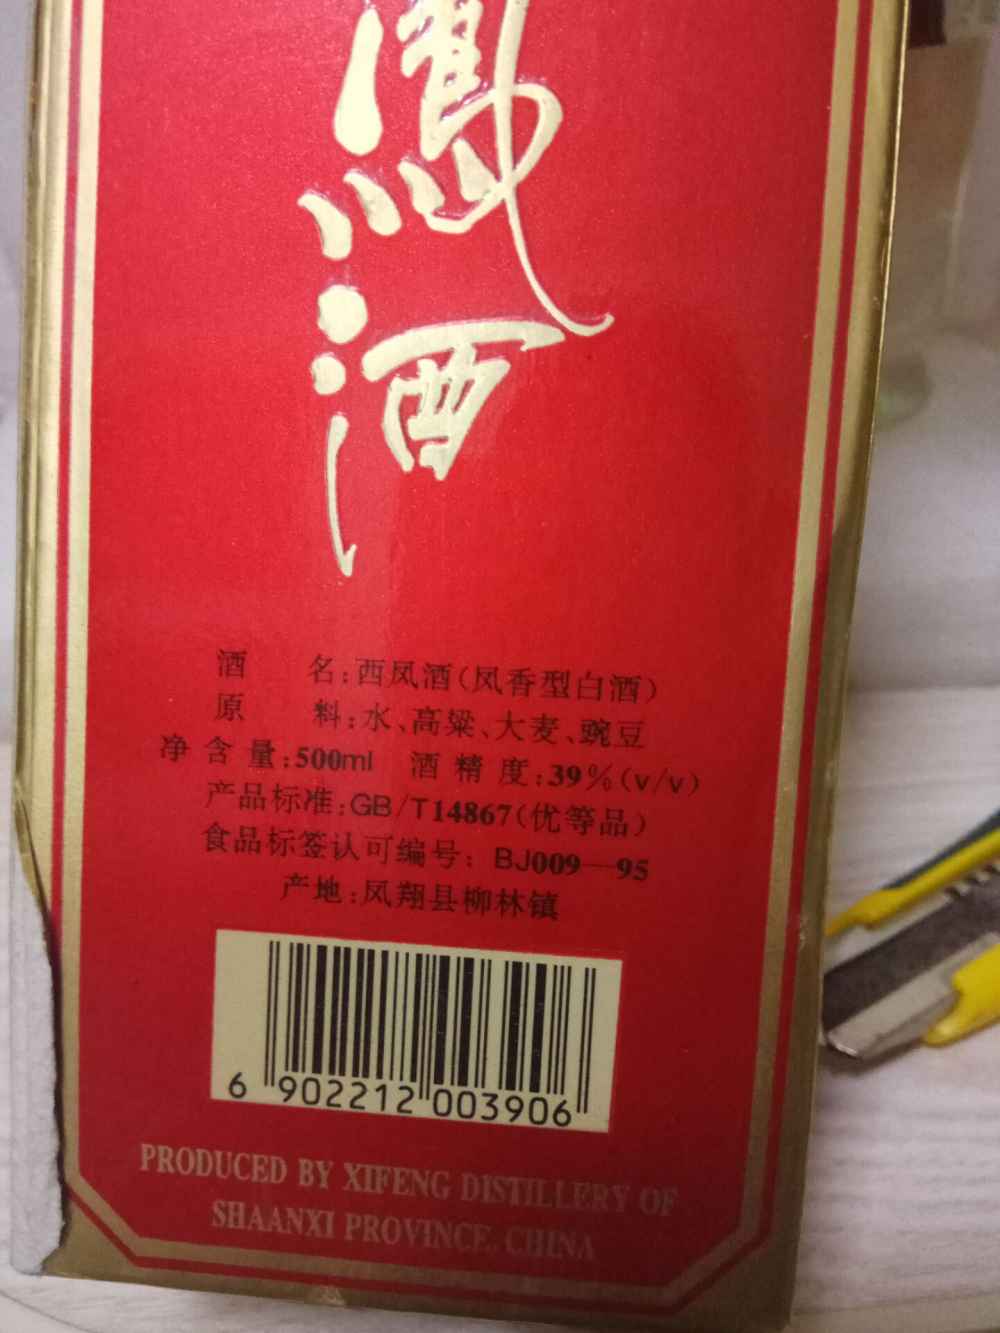 鳳
酒
酒　　名:西凤酒(凤香型白酒)
原　　料:水、高粱、大麦、豌豆
净含量:500ml 酒精度:39%(v/v)
产品标准:GB/T14867(优等品)
食品标签认可编号: BJ009—95
产地:凤翔县柳林镇
6 902212 003906
PRODUCED BY XIFENG DISTILLERY OF
SHAANXI PROVINCE, CHINA